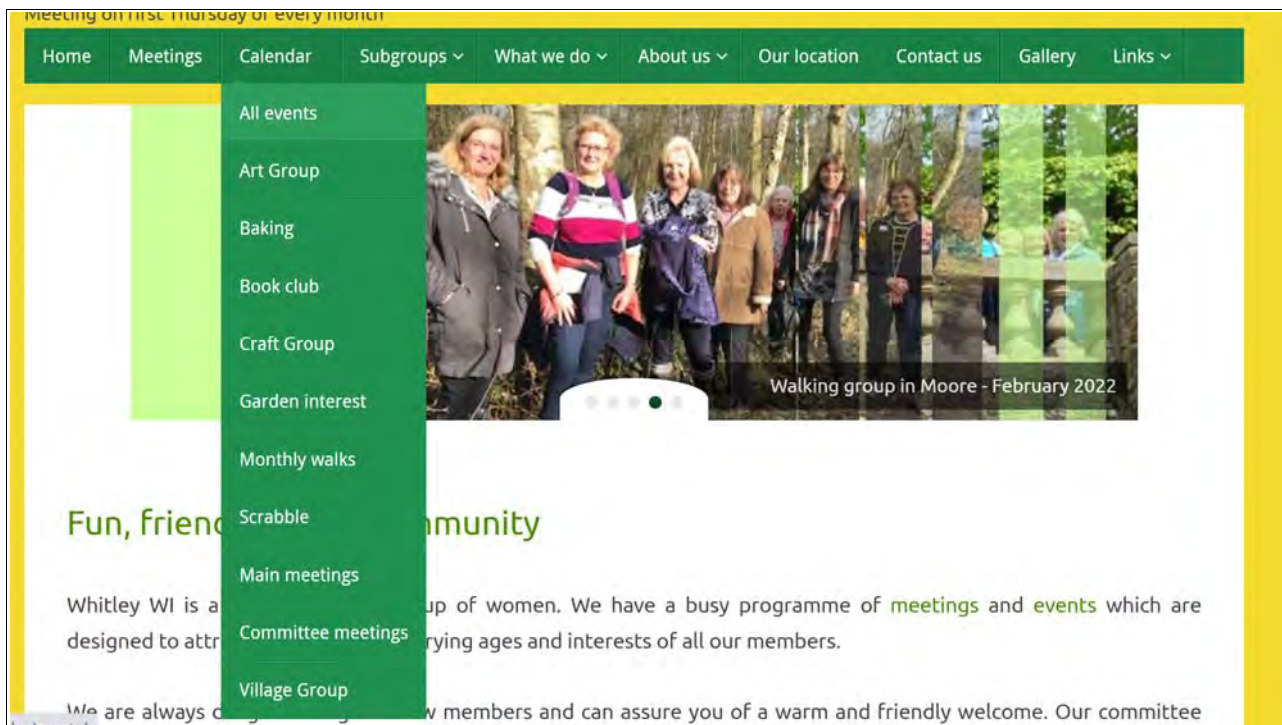 Meeting on first Thursday of every month
Home Meetings Calendar Subgroups What we do About us Our location Contact us Gallery Links
All events
Art Group
Baking
Book club
Craft Group
Garden interest
Monthly walks
Scrabble
Main meetings
Committee meetings
Village Group
Walking group in Moore - February 2022
Fun, friend mmunity
Whitley WI is a up of women. We have a busy programme of meetings and events which are
designed to attr rying ages and interests of all our members.
We are always members and can assure you of a warm and friendly welcome. Our committee